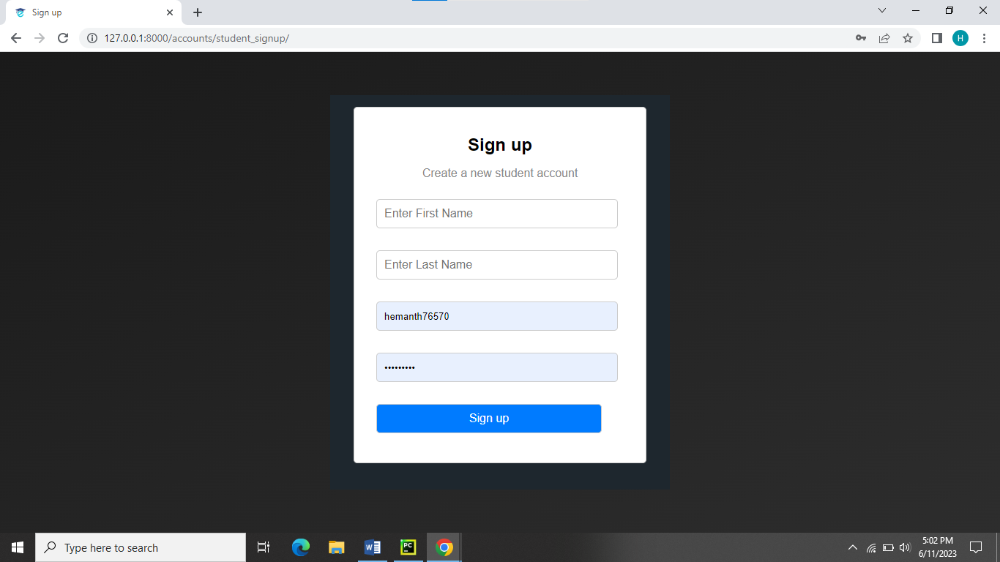 Sign up
127.0.0.1:8000/accounts/student_signup/
H
Sign up
Create a new student account
Enter First Name
Enter Last Name
hemanth76570
•••••••••
Sign up
Type here to search
W
PC
5:02 PM
6/11/2023